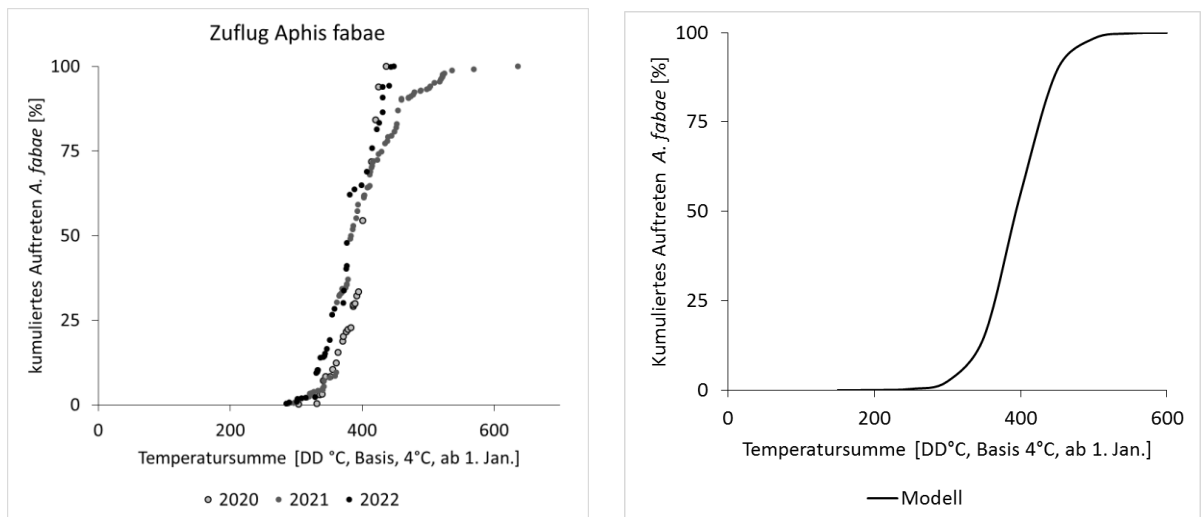 Zuflug Aphis fabae
kumuliertes Auftreten A. fabae [%]
100
75
50
25
0
0 200 400 600
Temperatursumme [DD °C, Basis, 4°C, ab 1. Jan.]
2020 2021 2022
Kumuliertes Auftreten A. fabae [%]
100
75
50
25
0
0 200 400 600
Temperatursumme [DD°C, Basis 4°C, ab 1. Jan.]
Modell